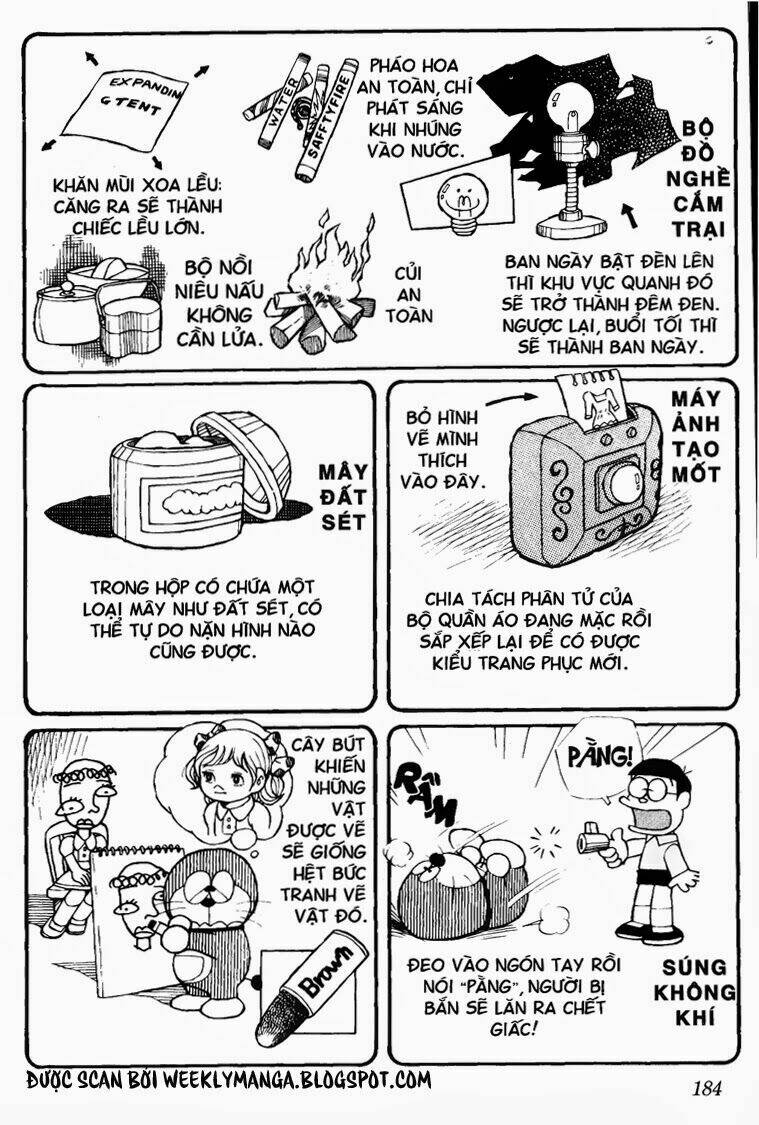 EXPANDIN
G TENT
KHĂN MÙI XOA LỀU:
CĂNG RA SẼ THÀNH
CHIẾC LỀU LỚN.
WATER
SAFFTYFIRE
PHÁO HOA
AN TOÀN, CHỈ
PHÁT SÁNG
KHI NHÚNG
VÀO NƯỚC.
BỘ
ĐỒ
NGHỀ
CẮM
TRẠI
BỘ NỒI
NIÊU NẤU
KHÔNG
CẦN LỬA.
CỦI
AN
TOÀN
BAN NGÀY BẬT ĐÈN LÊN
THÌ KHU VỰC QUANH ĐÓ
SẼ TRỞ THÀNH ĐÊM ĐEN.
NGƯỢC LẠI, BUỔI TỐI THÌ
SẼ THÀNH BAN NGÀY.
MÂY
ĐẤT
SÉT
TRONG HỘP CÓ CHỨA MỘT
LOẠI MÂY NHƯ ĐẤT SÉT, CÓ
THỂ TỰ DO NẶN HÌNH NÀO
CŨNG ĐƯỢC.
BỎ HÌNH
VẼ MÌNH
THÍCH
VÀO ĐÂY.
MÁY
ẢNH
TẠO
MỐT
CHIA TÁCH PHÂN TỬ CỦA
BỘ QUẦN ÁO ĐANG MẶC RỒI
SẮP XẾP LẠI ĐỂ CÓ ĐƯỢC
KIỂU TRANG PHỤC MỚI.
CÂY BÚT
KHIẾN
NHỮNG
VẬT
ĐƯỢC VẼ
SẼ GIỐNG
HỆT BỨC
TRANH VẼ
VẬT ĐÓ.
Brown
RẦM
PẰNG!
ĐEO VÀO NGÓN TAY RỒI
NÓI "PẰNG", NGƯỜI BỊ
BẮN SẼ LĂN RA CHẾT
GIẤC!
SÚNG
KHÔNG
KHÍ
ĐƯỢC SCAN BỞI WEEKLYMANGA.BLOGSPOT.COM
184